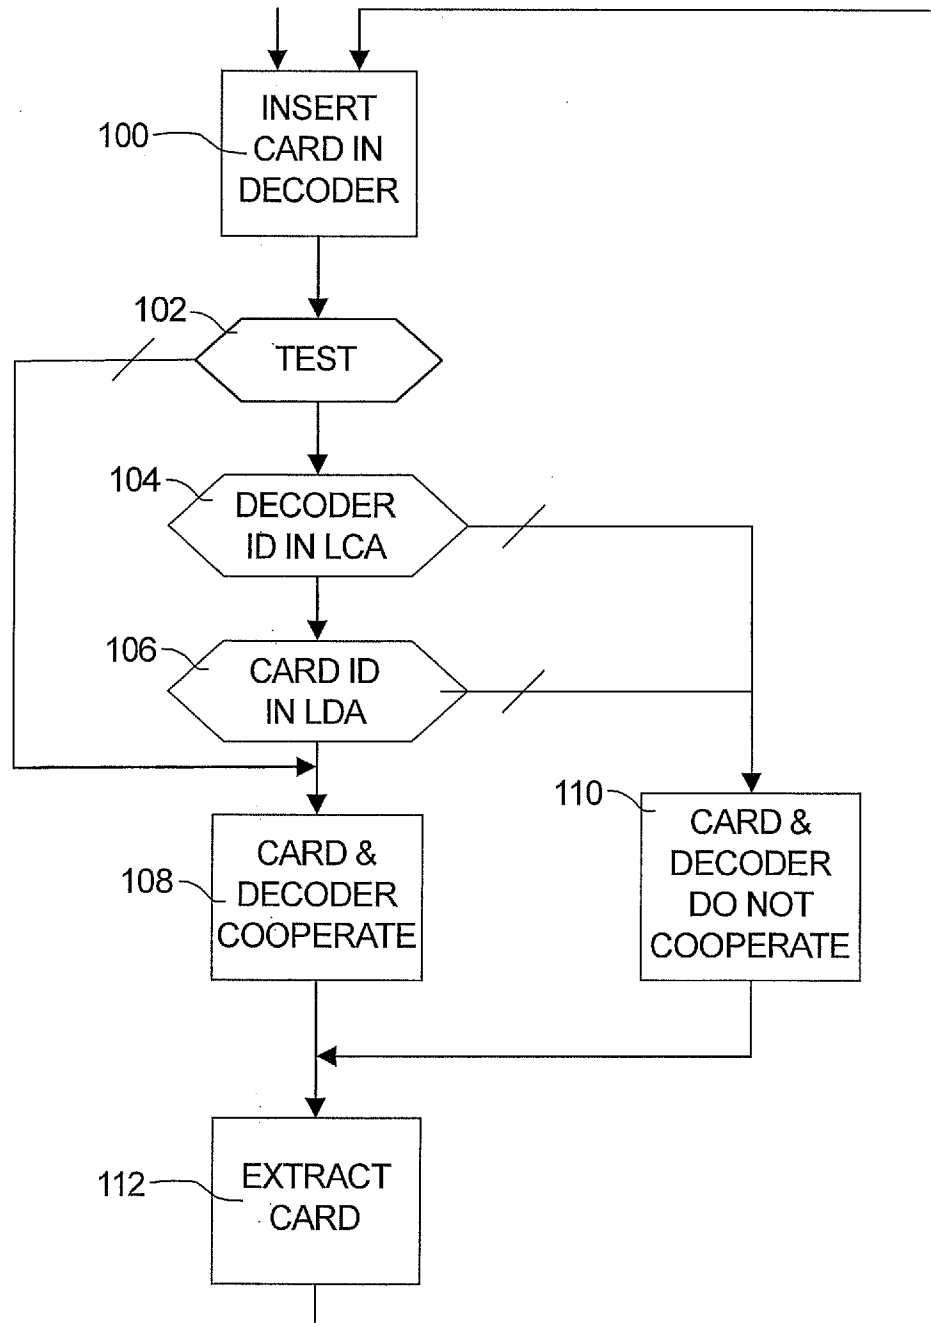 INSERT
100
CARD IN
DECODER
102
TEST
104
DECODER
ID IN LCA
106
CARD ID
IN LDA
110
CARD &
DECODER
DO NOT
COOPERATE
CARD &
108
DECODER
COOPERATE
112
EXTRACT
CARD